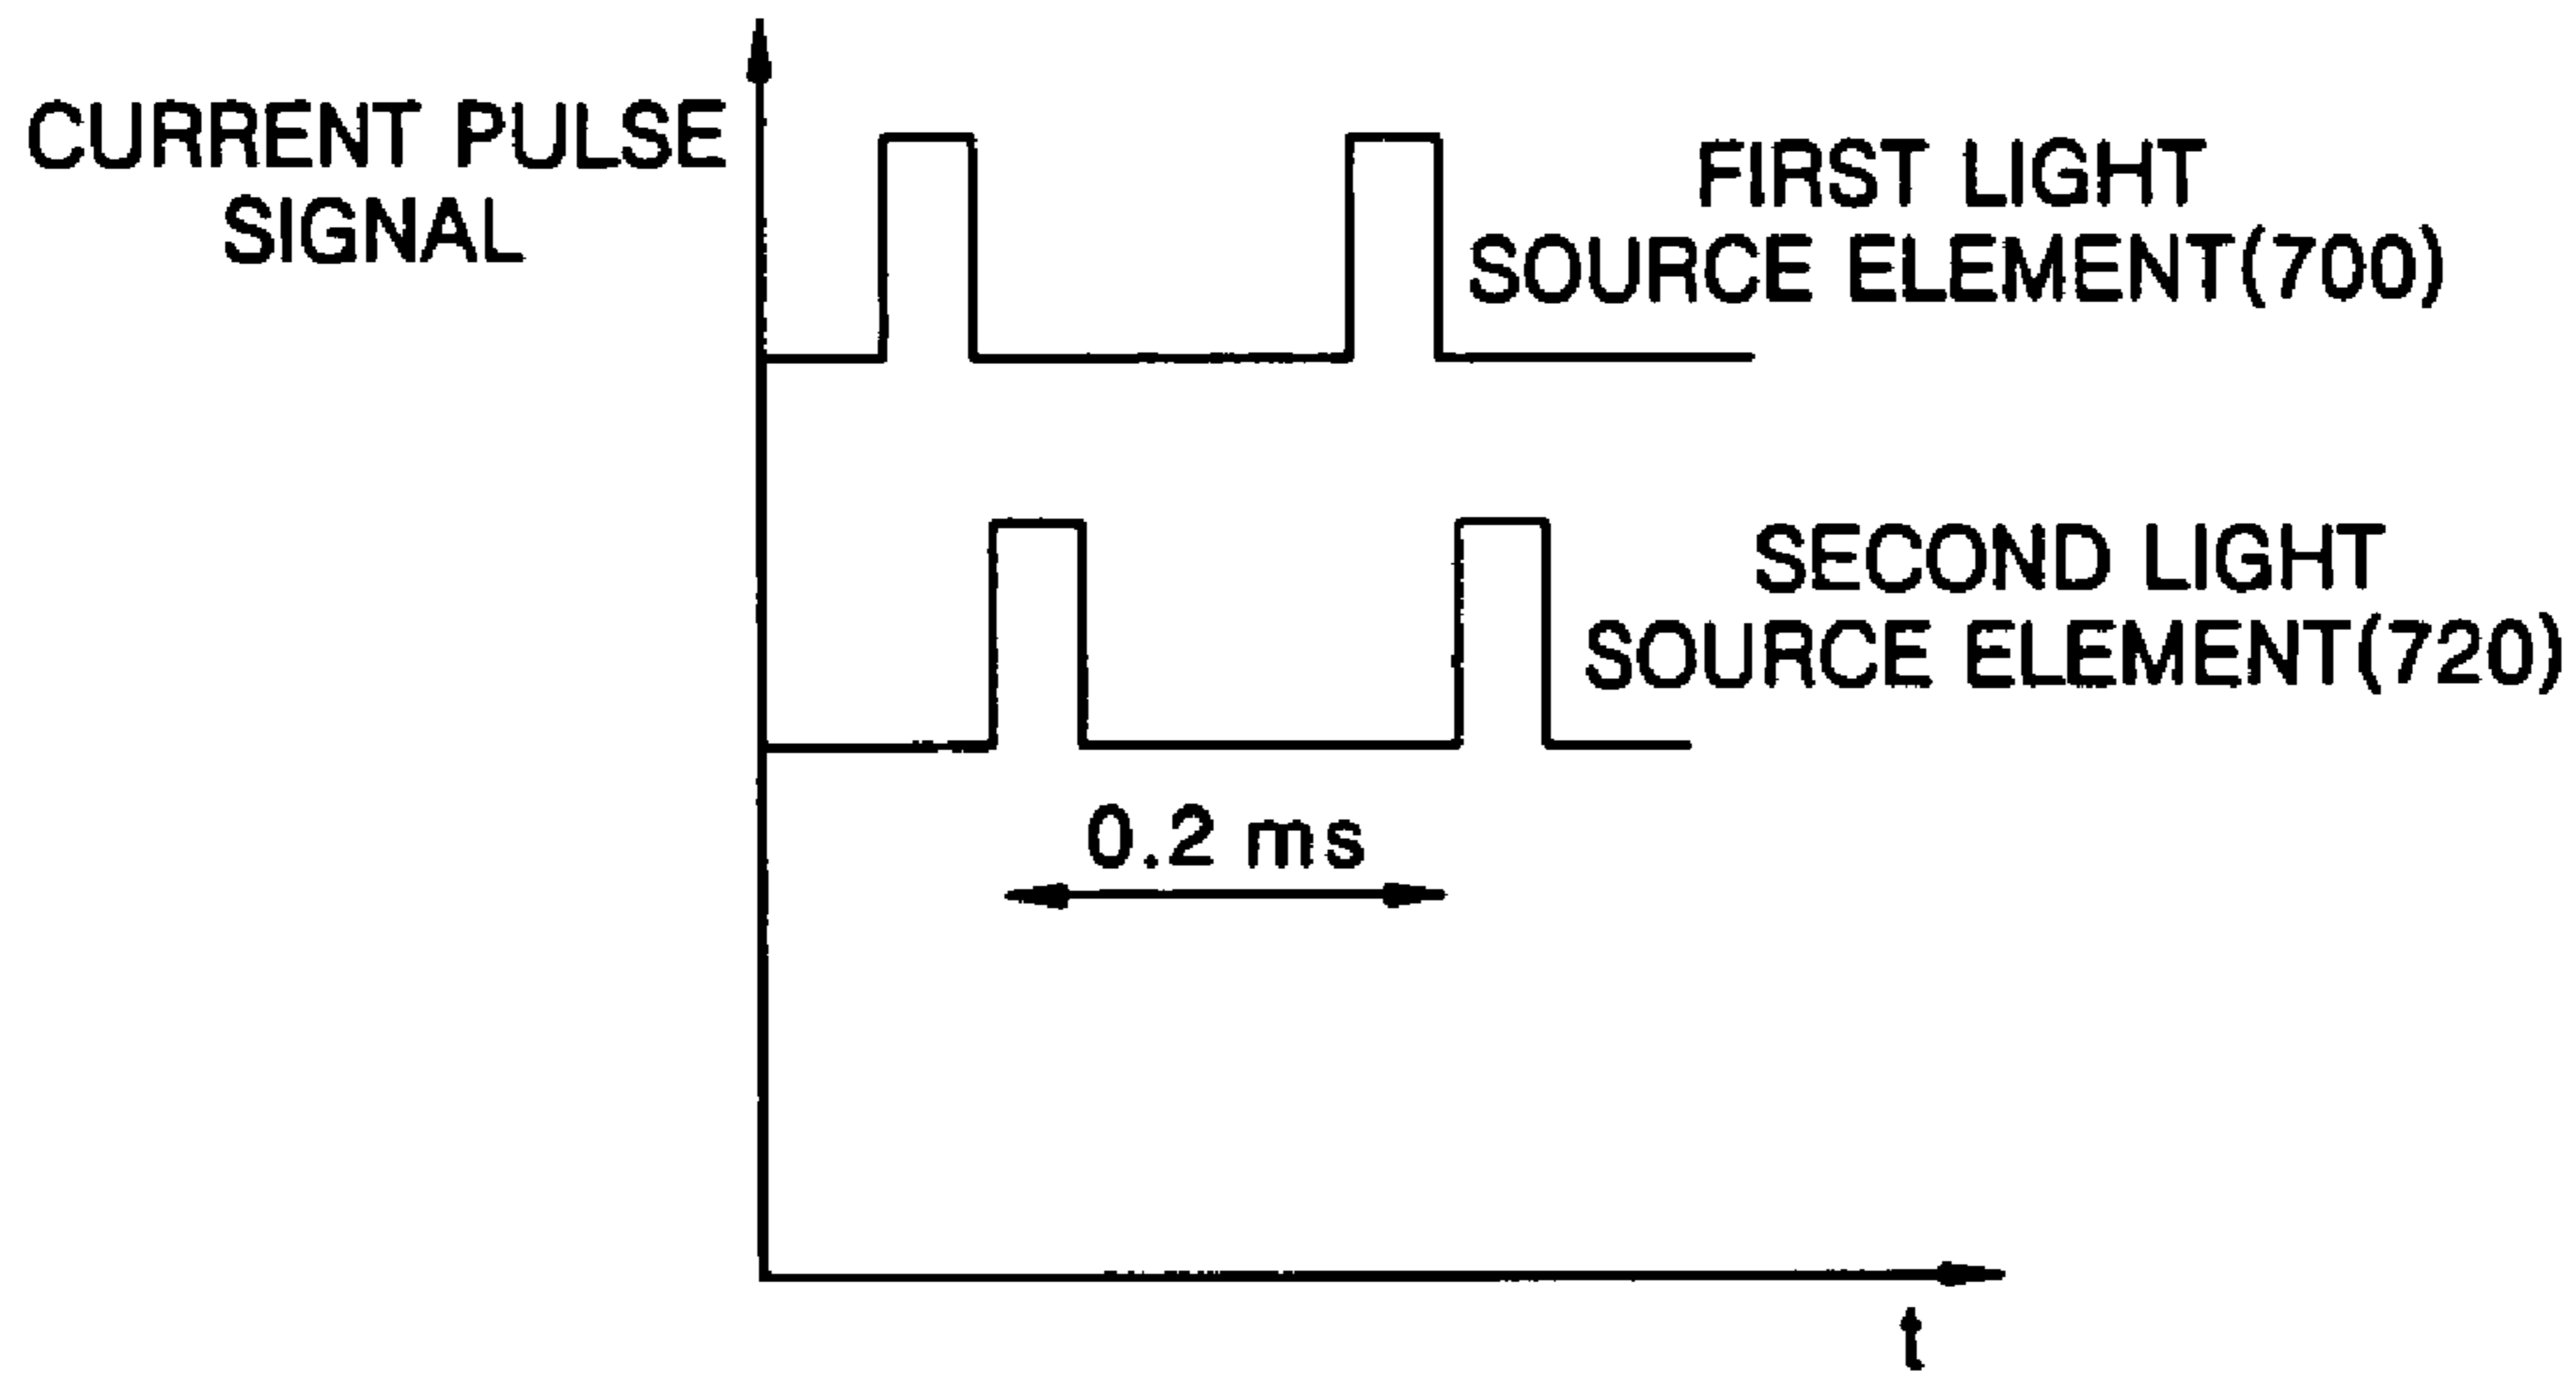 CURRENT PULSE
SIGNAL
FIRST LIGHT
SOURCE ELEMENT(700)
SECOND LIGHT
SOURCE ELEMENT(720)
0.2 ms
t